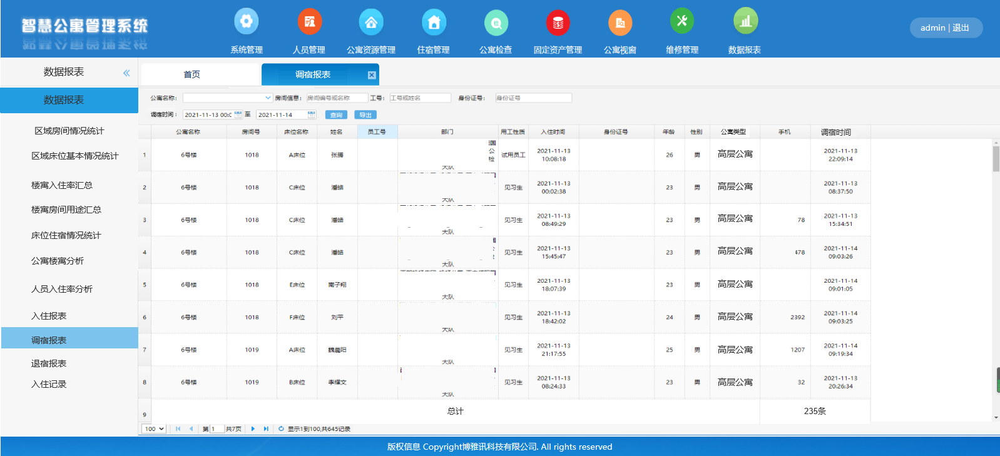 智慧公寓管理系统
系统管理 人员管理 公寓资源管理 住宿管理 公寓检查 固定资产管理 公寓视窗 维修管理 数据报表
admin | 退出
数据报表 «
首页 调宿报表
数据报表
公寓名称: 房间信息: 房间编号或名称 工号: 工号或姓名 身份证号: 身份证号
调宿时间: 2021-11-13 00:0 至 2021-11-14 查询 导出
区域房间情况统计
区域床位基本情况统计
楼寓入住率汇总
楼寓房间用途汇总
床位住宿情况统计
公寓楼寓分析
人员入住率分析
入住报表
调宿报表
退宿报表
入住记录
公寓名称 房间号 床位名称 姓名 员工号 部门 用工性质 入住时间 身份证号 年龄 性别 公寓类型 手机 调宿时间
1 6号楼 1018 A床位 张腾 公 检 大队 试用员工 2021-11-13 10:08:18 26 男 高层公寓 2021-11-13 22:09:14
2 6号楼 1018 C床位 潘皓 大队 见习生 2021-11-13 00:02:38 23 男 高层公寓 2021-11-13 08:37:50
3 6号楼 1018 C床位 潘皓 大队 见习生 2021-11-13 08:49:29 23 男 高层公寓 78 2021-11-13 15:34:51
4 6号楼 1018 C床位 潘皓 大队 见习生 2021-11-13 15:45:47 23 男 高层公寓 478 2021-11-14 09:03:26
5 6号楼 1018 E床位 南子翔 大队 见习生 2021-11-13 18:07:39 23 男 高层公寓 2021-11-14 09:01:05
6 6号楼 1018 F床位 刘平 大队 见习生 2021-11-13 18:42:02 24 男 高层公寓 2392 2021-11-14 09:03:25
7 6号楼 1019 A床位 魏晨阳 大队 见习生 2021-11-13 21:17:55 25 男 高层公寓 1207 2021-11-14 09:19:34
8 6号楼 1019 B床位 李耀文 大队 见习生 2021-11-13 08:24:33 23 男 高层公寓 32 2021-11-13 20:26:34
9 总计 235条
100 第 1 共7页 显示1到100,共645记录
版权信息 Copyright博雅讯科技有限公司. All rights reserved